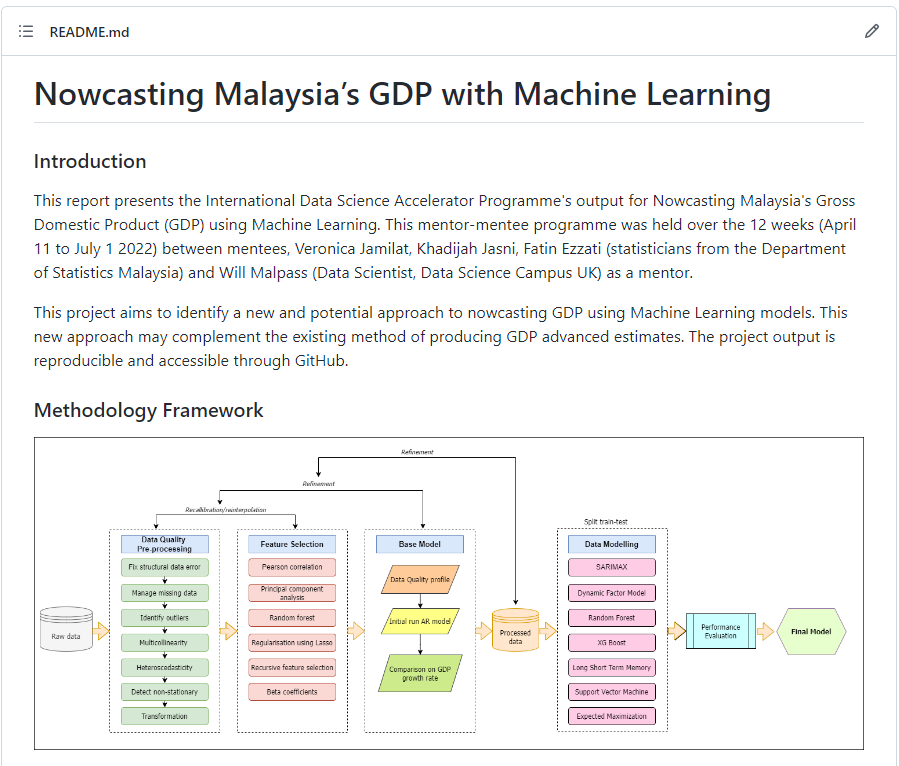 README.md
Nowcasting Malaysia's GDP with Machine Learning
Introduction
This report presents the International Data Science Accelerator Programme's output for Nowcasting Malaysia's Gross
Domestic Product (GDP) using Machine Learning. This mentor-mentee programme was held over the 12 weeks (April
11 to July 1 2022) between mentees, Veronica Jamilat, Khadijah Jasni, Fatin Ezzati (statisticians from the Department
of Statistics Malaysia) and Will Malpass (Data Scientist, Data Science Campus UK) as a mentor.
This project aims to identify a new and potential approach to nowcasting GDP using Machine Learning models. This
new approach may complement the existing method of producing GDP advanced estimates. The project output is
reproducible and accessible through GitHub.
Methodology Framework
Refinement
Refinement
Recallibration/reinterpolation
Raw data
Data Quality
Pre-processing
Fix structural data error
Manage missing data
Identify outliers
Multicollinearity
Heteroscedasticity
Detect non-stationary
Transformation
Feature Selection
Pearson correlation
Principal component
analysis
Random forest
Regularisation using Lasso
Recursive feature selection
Beta coefficients
Base Model
Data Quality profile
Initial run AR model
Comparison on GDP
growth rate
Processed
data
Split train-test
Data Modelling
SARIMAX
Dynamic Factor Model
Random Forest
XG Boost
Long Short Term Memory
Support Vector Machine
Expected Maximization
Performance
Evaluation
Final Model